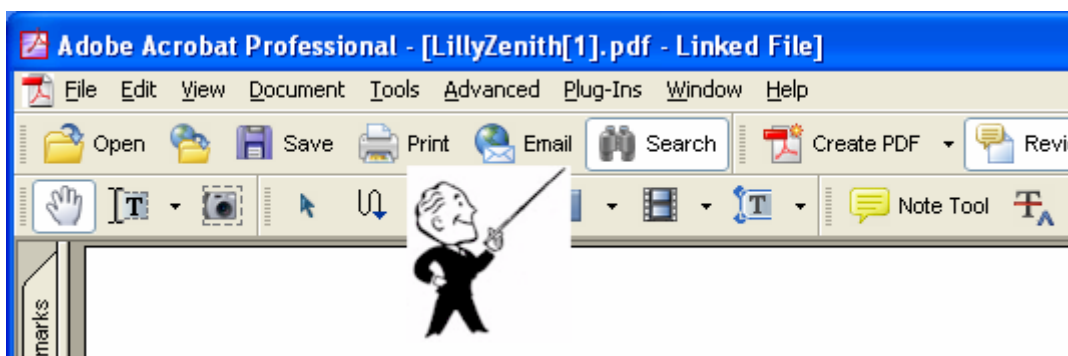 Adobe Acrobat Professional - [LillyZenith[1].pdf - Linked File]
File Edit View Document Tools Advanced Plug-Ins Window Help
Open Save Print Email Search Create PDF Revi
T T Note Tool T A
marks